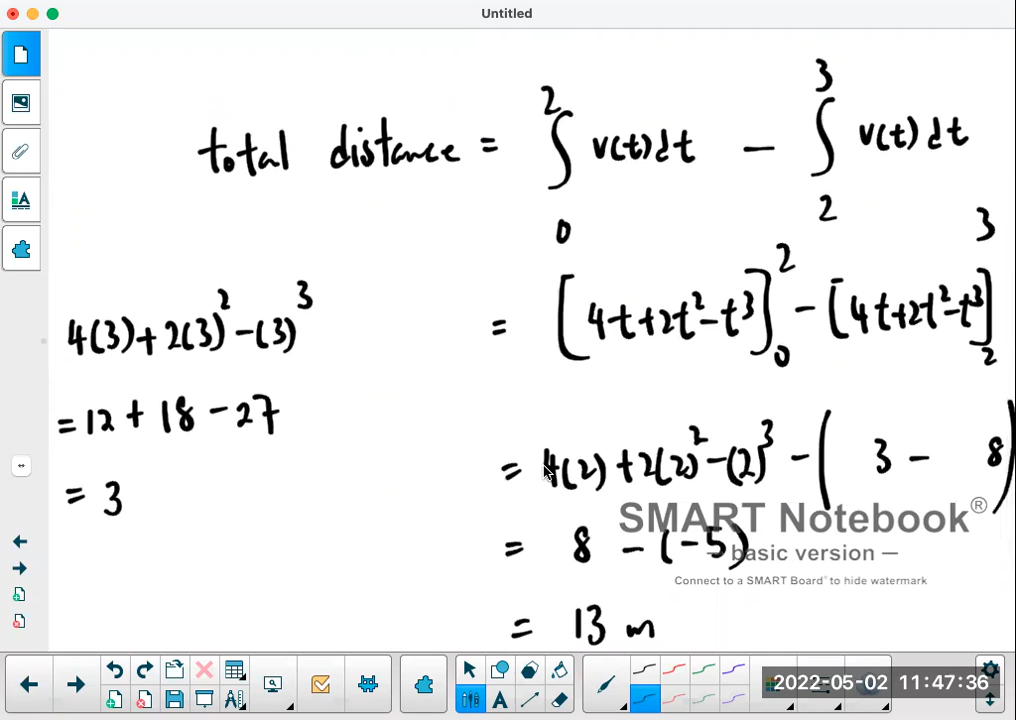 Untitled
total distance = ∫₀² v(t)dt − ∫₂³ v(t)dt
= [4t+2t²−t³]₀² − [4t+2t²−t³]₂³
4(3)+2(3)²−(3)³
=12+18−27
= 3
= 4(2)+2(2)²−(2)³ − (3 − 8)
= 8 − (−5)
= 13 m
SMART Notebook®
— basic version —
Connect to a SMART Board® to hide watermark
2022-05-02 11:47:36